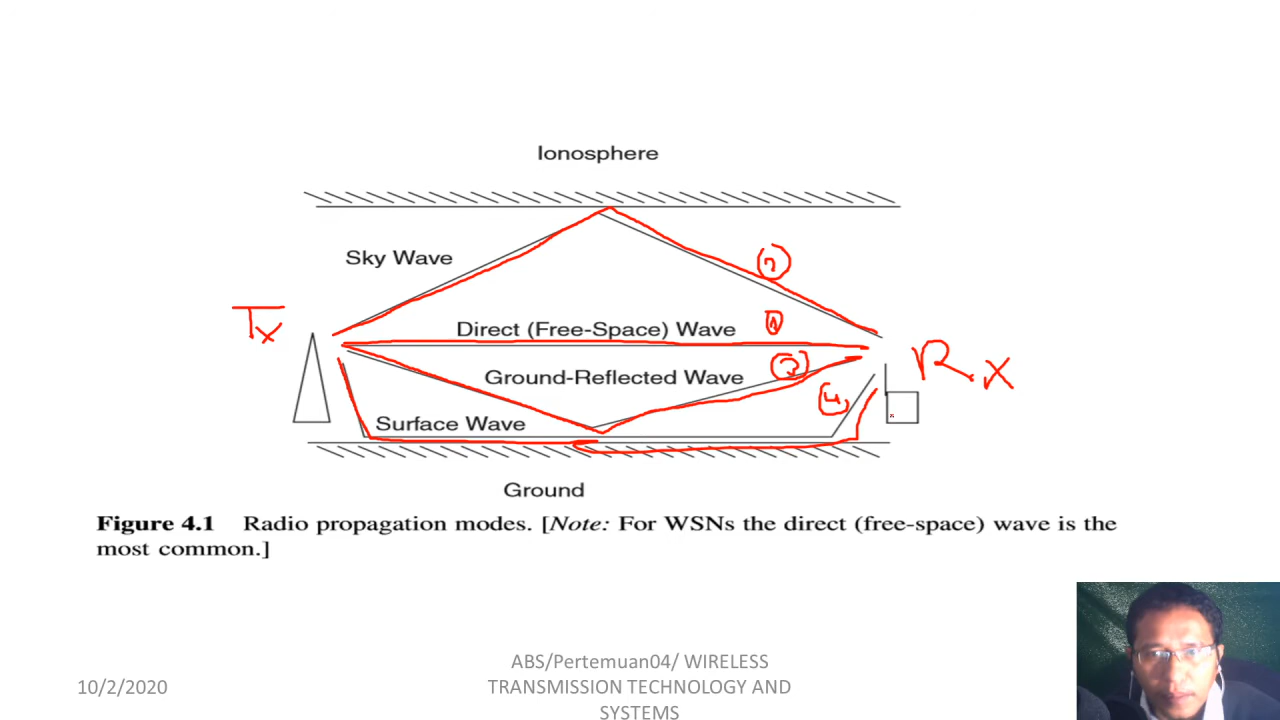 Ionosphere
Sky Wave
2
Tx
Direct (Free-Space) Wave 1
Rx
Ground-Reflected Wave 3
4
Surface Wave
Ground
Figure 4.1 Radio propagation modes. [Note: For WSNs the direct (free-space) wave is the
most common.]
ABS/Pertemuan04/ WIRELESS
10/2/2020 TRANSMISSION TECHNOLOGY AND
SYSTEMS